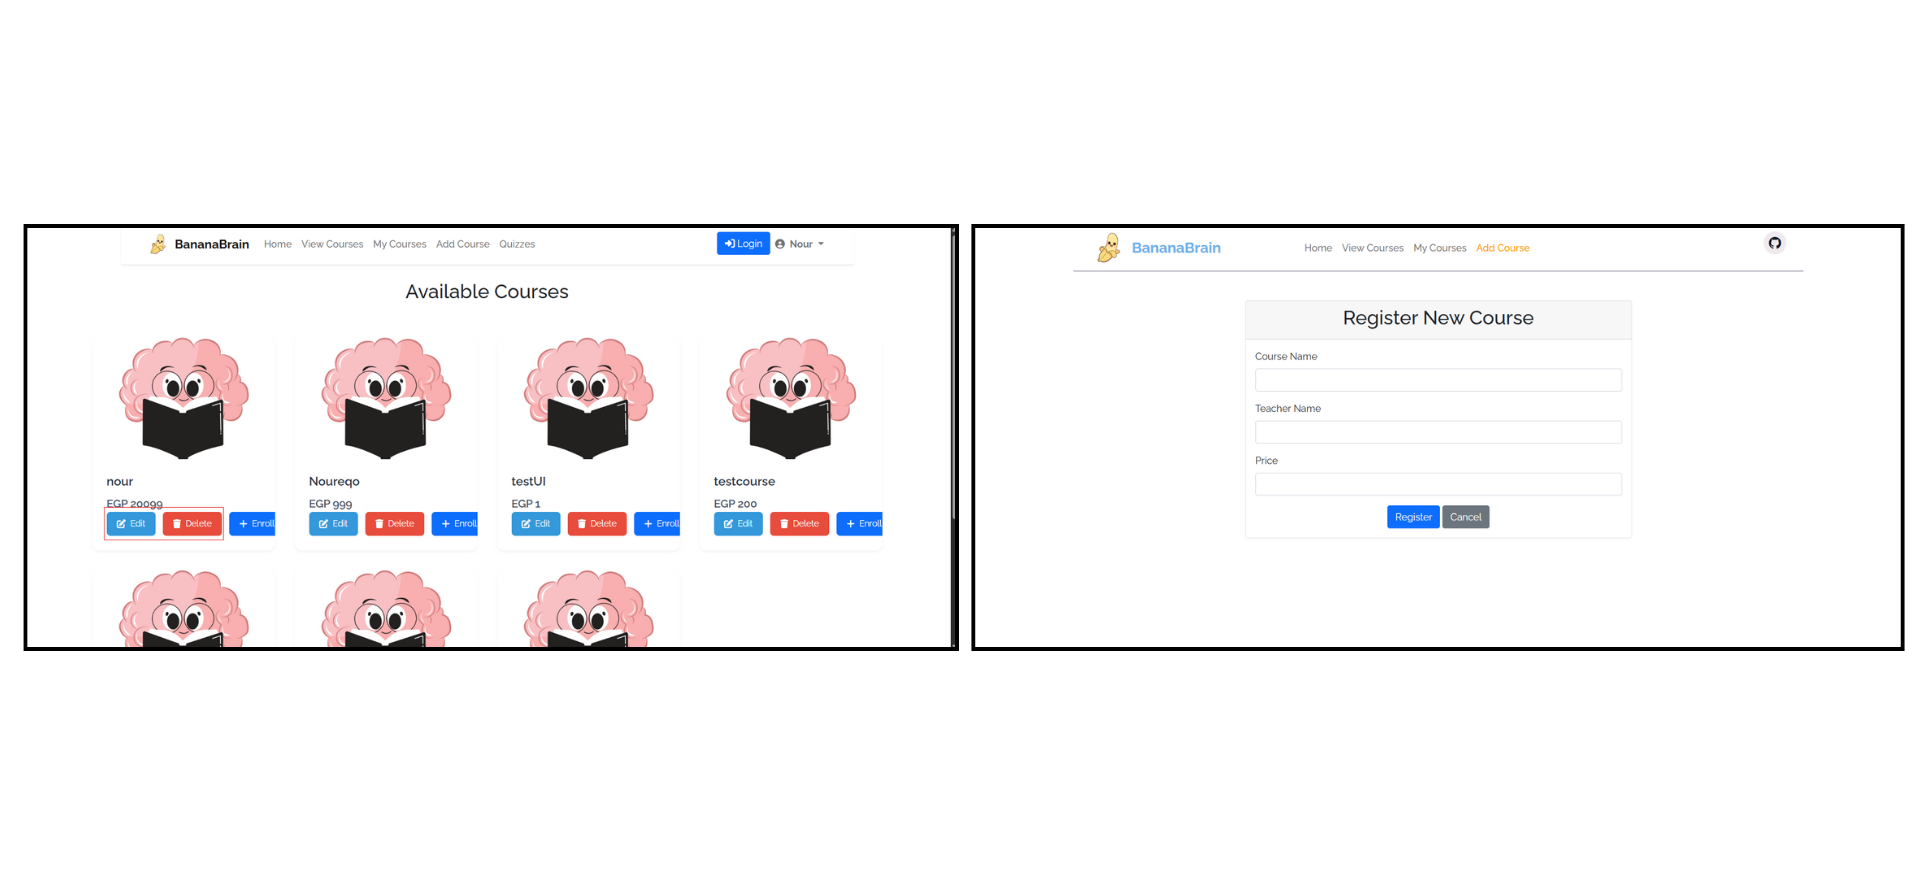 BananaBrain Home View Courses My Courses Add Course Quizzes Login Nour
Available Courses
nour Noureqo testUI testcourse
EGP 20099 EGP 999 EGP 1 EGP 200
Edit Delete + Enroll Edit Delete + Enroll Edit Delete + Enroll Edit Delete + Enroll
BananaBrain Home View Courses My Courses Add Course
Register New Course
Course Name
Teacher Name
Price
Register Cancel